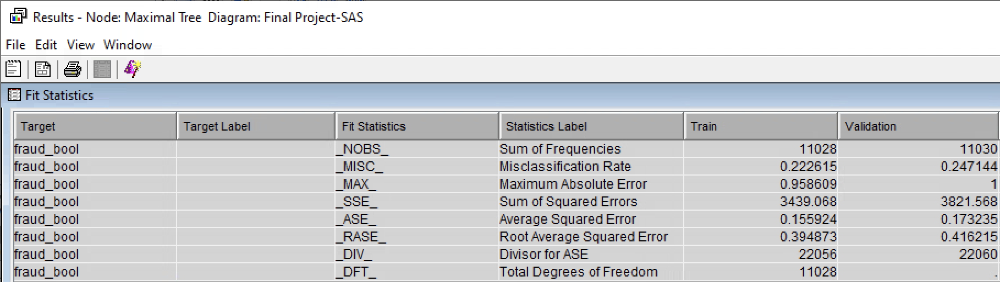 Results - Node: Maximal Tree Diagram: Final Project-SAS
File Edit View Window
Fit Statistics
Target Target Label Fit Statistics Statistics Label Train Validation
fraud_bool _NOBS_ Sum of Frequencies 11028 11030
fraud_bool _MISC_ Misclassification Rate 0.222615 0.247144
fraud_bool _MAX_ Maximum Absolute Error 0.958609 1
fraud_bool _SSE_ Sum of Squared Errors 3439.068 3821.568
fraud_bool _ASE_ Average Squared Error 0.155924 0.173235
fraud_bool _RASE_ Root Average Squared Error 0.394873 0.416215
fraud_bool _DIV_ Divisor for ASE 22056 22060
fraud_bool _DFT_ Total Degrees of Freedom 11028 .